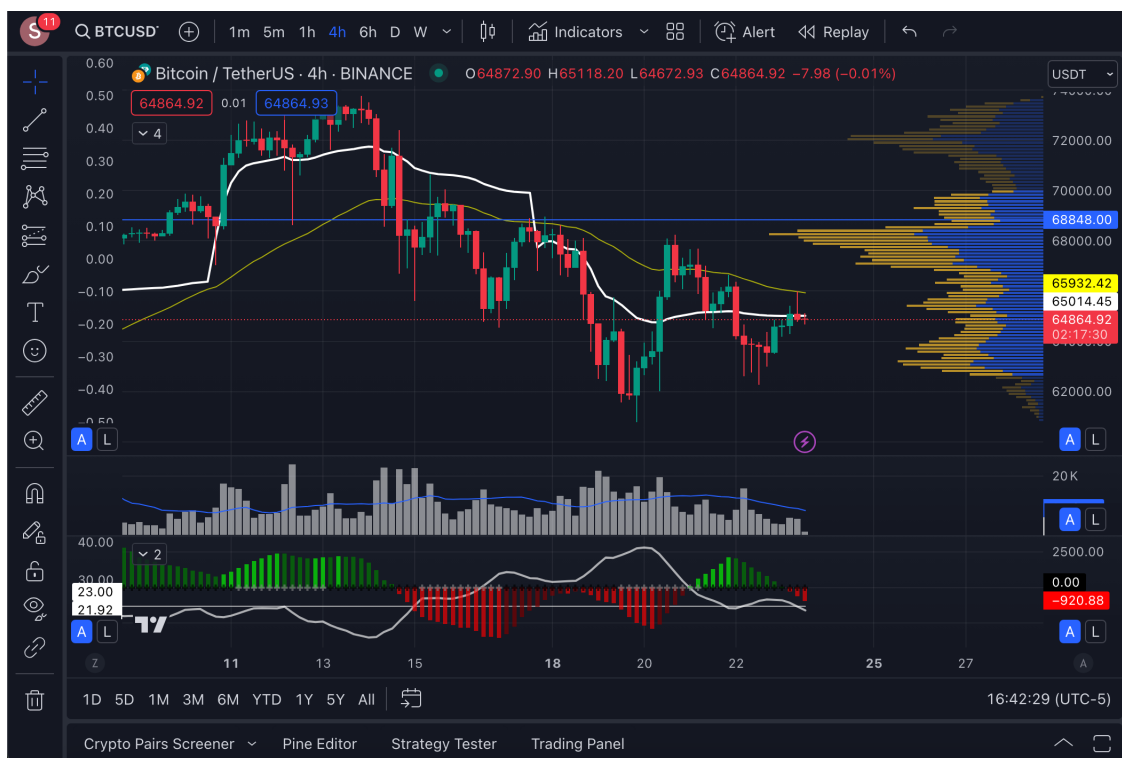 S 11 BTCUSD 1m 5m 1h 4h 6h D W Indicators Alert Replay
Bitcoin / TetherUS · 4h · BINANCE O64872.90 H65118.20 L64672.93 C64864.92 −7.98 (−0.01%) USDT
64864.92 0.01 64864.93
4
0.60
0.50
0.40
0.30
0.20
0.10
0.00
−0.10
−0.20
−0.30
−0.40
−0.50
A L
72000.00
70000.00
68848.00
68000.00
65932.42
65014.45
64864.92
02:17:30
64000.00
62000.00
A L
20 K
A L
40.00
2
30.00
23.00
21.92
A L
2500.00
0.00
−920.88
A L
Z 11 13 15 18 20 22 25 27 A
1D 5D 1M 3M 6M YTD 1Y 5Y All 16:42:29 (UTC-5)
Crypto Pairs Screener Pine Editor Strategy Tester Trading Panel